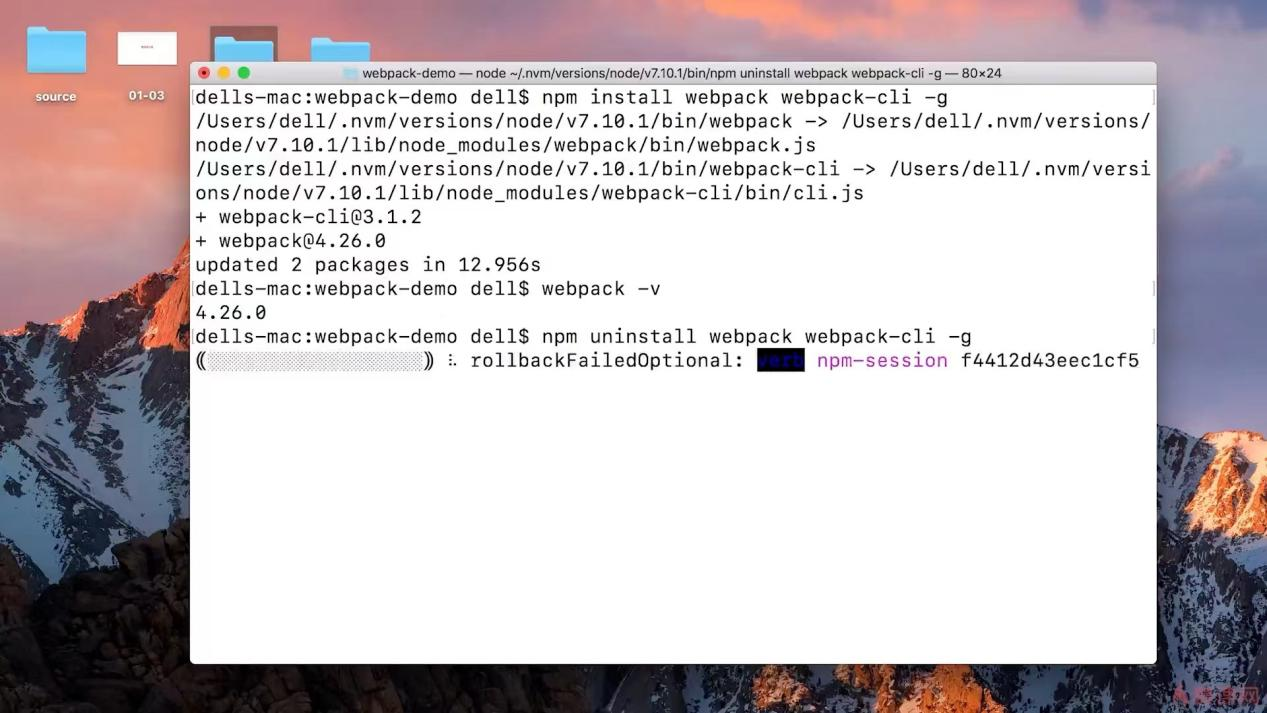 source
01-03
webpack-demo — node ~/.nvm/versions/node/v7.10.1/bin/npm uninstall webpack webpack-cli -g — 80×24
dells-mac:webpack-demo dell$ npm install webpack webpack-cli -g
/Users/dell/.nvm/versions/node/v7.10.1/bin/webpack -> /Users/dell/.nvm/versions/
node/v7.10.1/lib/node_modules/webpack/bin/webpack.js
/Users/dell/.nvm/versions/node/v7.10.1/bin/webpack-cli -> /Users/dell/.nvm/versi
ons/node/v7.10.1/lib/node_modules/webpack-cli/bin/cli.js
+ webpack-cli@3.1.2
+ webpack@4.26.0
updated 2 packages in 12.956s
dells-mac:webpack-demo dell$ webpack -v
4.26.0
dells-mac:webpack-demo dell$ npm uninstall webpack webpack-cli -g
(░░░░░░░░░░░░░░░░░░) ⠧ rollbackFailedOptional: verb npm-session f4412d43eec1cf5
慕课网